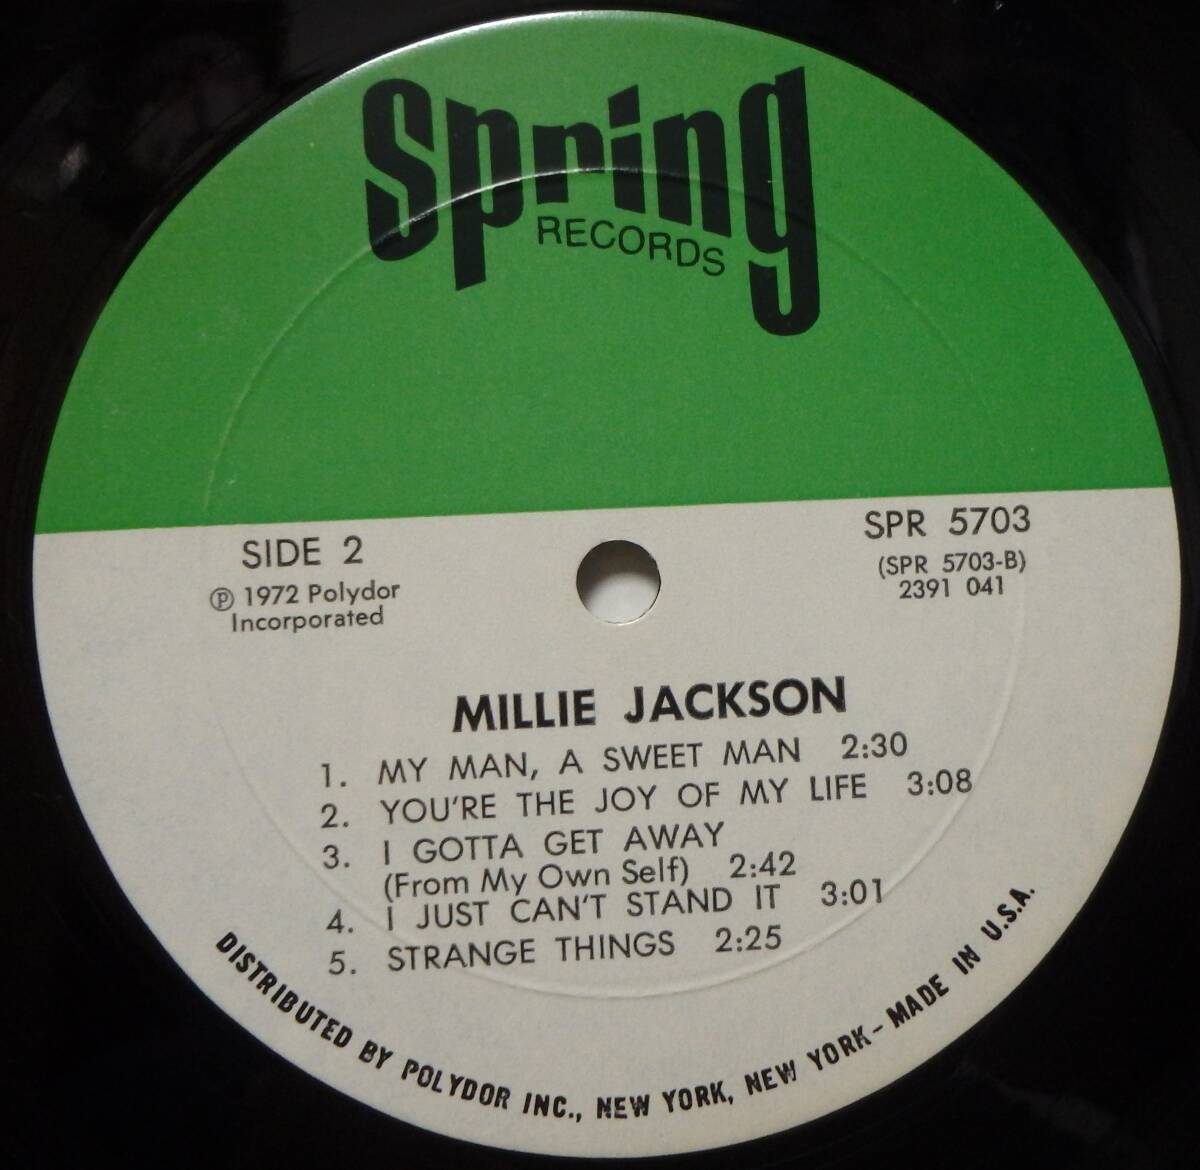 Spring
RECORDS
SIDE 2
℗ 1972 Polydor
Incorporated
SPR 5703
(SPR 5703-B)
2391 041
MILLIE JACKSON
1. MY MAN, A SWEET MAN 2:30
2. YOU'RE THE JOY OF MY LIFE 3:08
3. I GOTTA GET AWAY
(From My Own Self) 2:42
4. I JUST CAN'T STAND IT 3:01
5. STRANGE THINGS 2:25
DISTRIBUTED BY POLYDOR INC., NEW YORK, NEW YORK - MADE IN U.S.A.